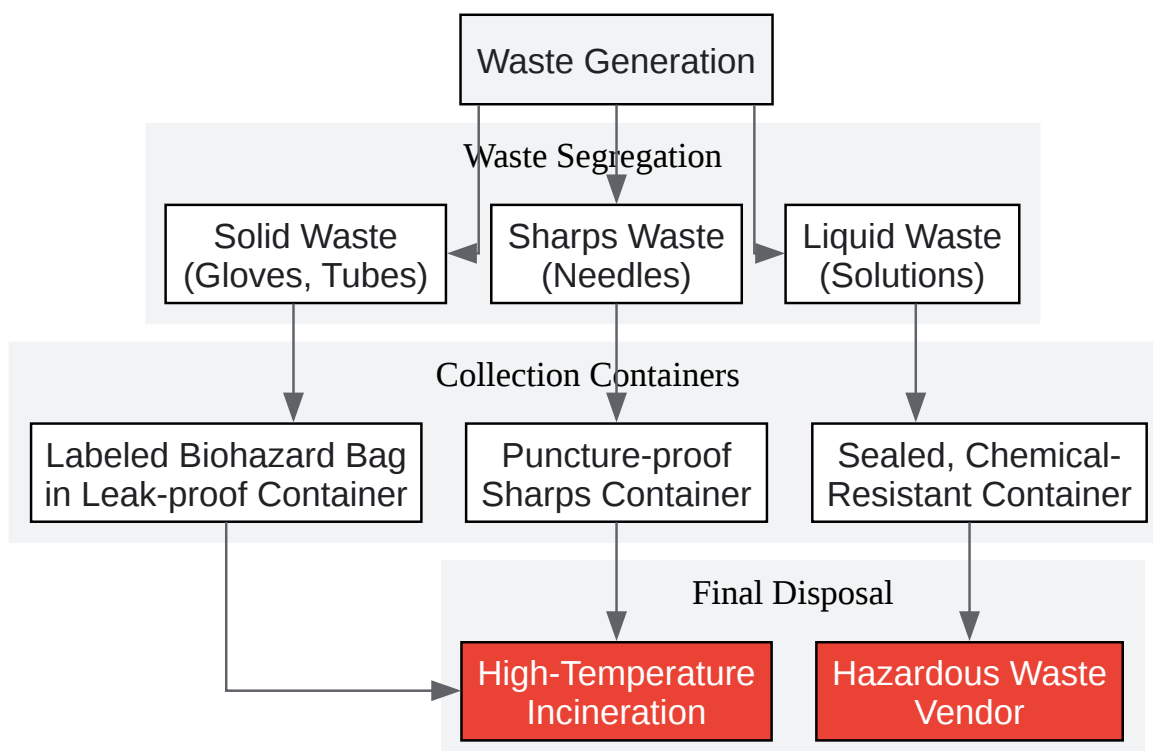 Waste Generation
Waste Segregation
Solid Waste
(Gloves, Tubes)
Sharps Waste
(Needles)
Liquid Waste
(Solutions)
Collection Containers
Labeled Biohazard Bag
in Leak-proof Container
Puncture-proof
Sharps Container
Sealed, Chemical-
Resistant Container
Final Disposal
High-Temperature
Incineration
Hazardous Waste
Vendor